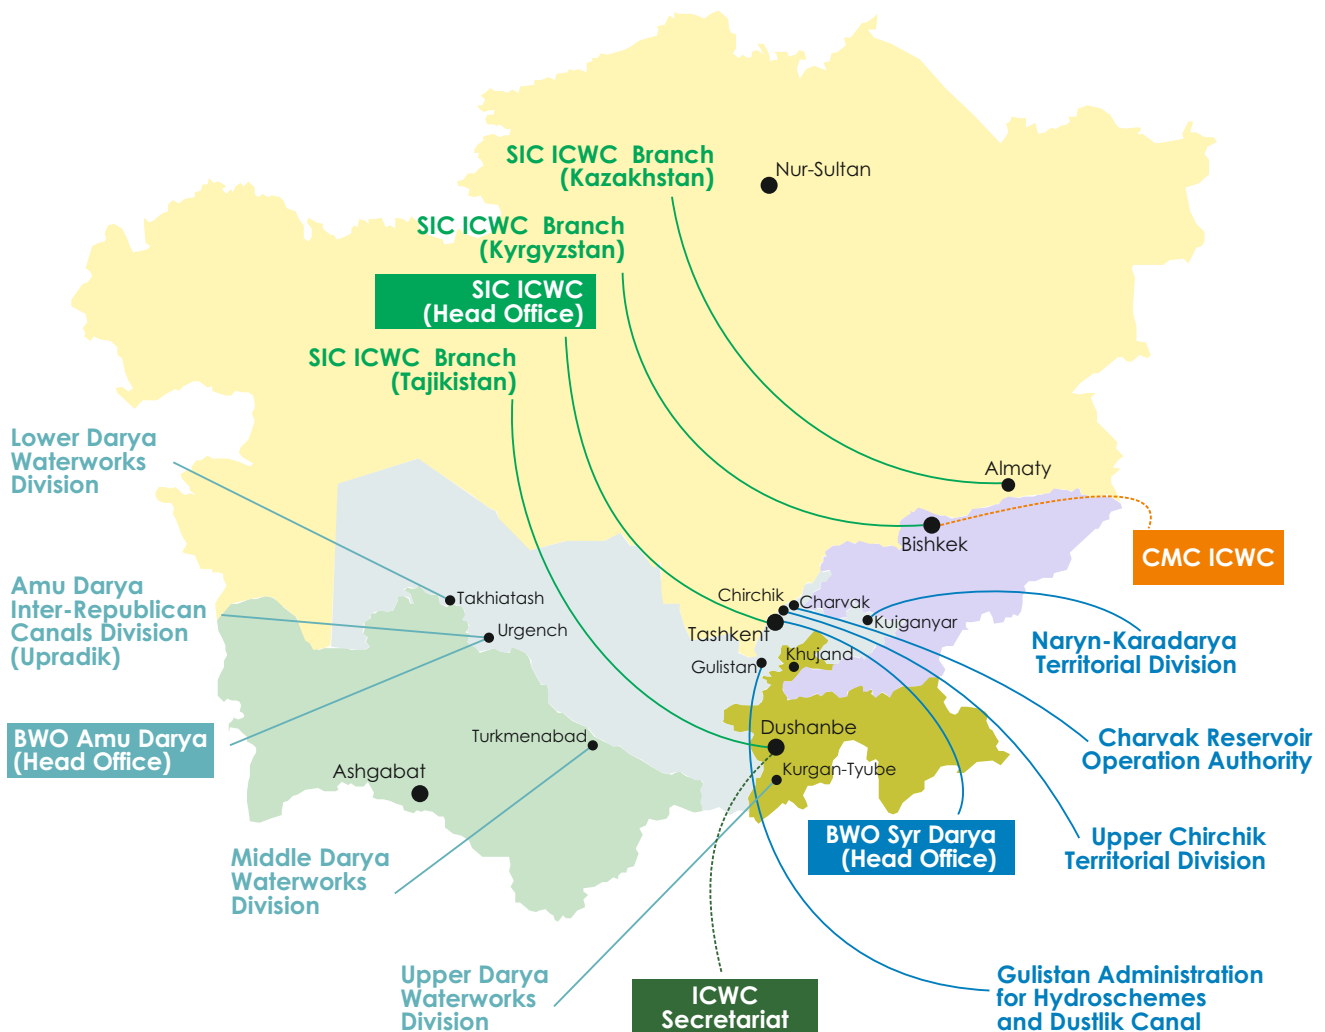 SIC ICWC Branch
(Kazakhstan)
Nur-Sultan
SIC ICWC Branch
(Kyrgyzstan)
SIC ICWC
(Head Office)
SIC ICWC Branch
(Tajikistan)
Lower Darya
Waterworks
Division
Almaty
Bishkek
CMC ICWC
Amu Darya
Inter-Republican
Canals Division
(Upradik)
Takhiatash
Urgench
Chirchik
Charvak
Tashkent
Kuiganyar
Gulistan
Khujand
Naryn-Karadarya
Territorial Division
BWO Amu Darya
(Head Office)
Turkmenabad
Dushanbe
Charvak Reservoir
Operation Authority
Ashgabat
Kurgan-Tyube
BWO Syr Darya
(Head Office)
Upper Chirchik
Territorial Division
Middle Darya
Waterworks
Division
Upper Darya
Waterworks
Division
ICWC
Secretariat
Gulistan Administration
for Hydroschemes
and Dustlik Canal